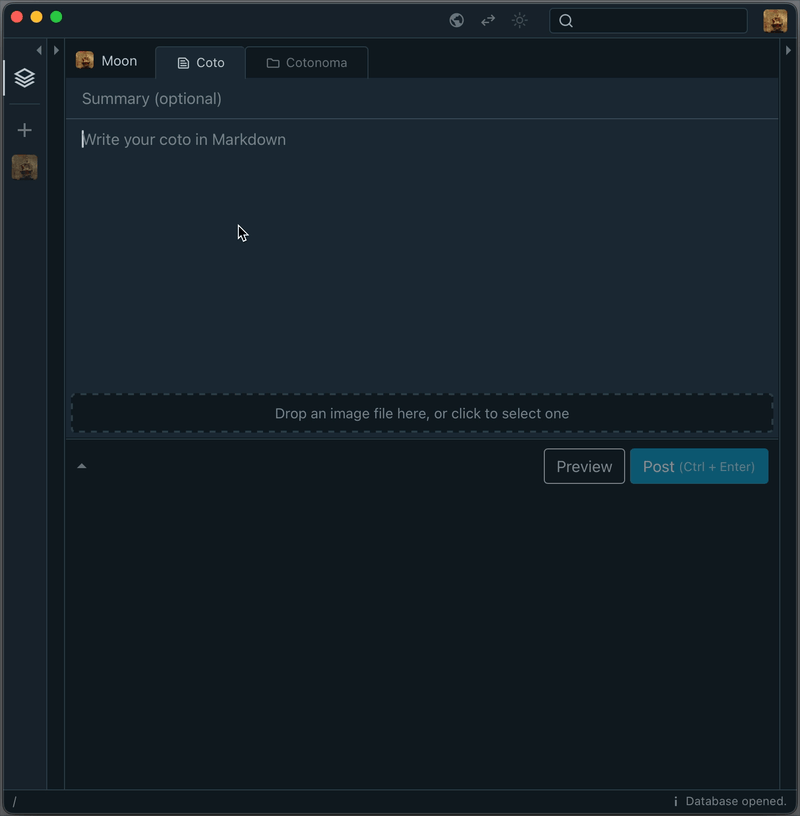 Moon
Coto
Cotonoma
Summary (optional)
Write your coto in Markdown
Drop an image file here, or click to select one
Preview
Post (Ctrl + Enter)
/
Database opened.